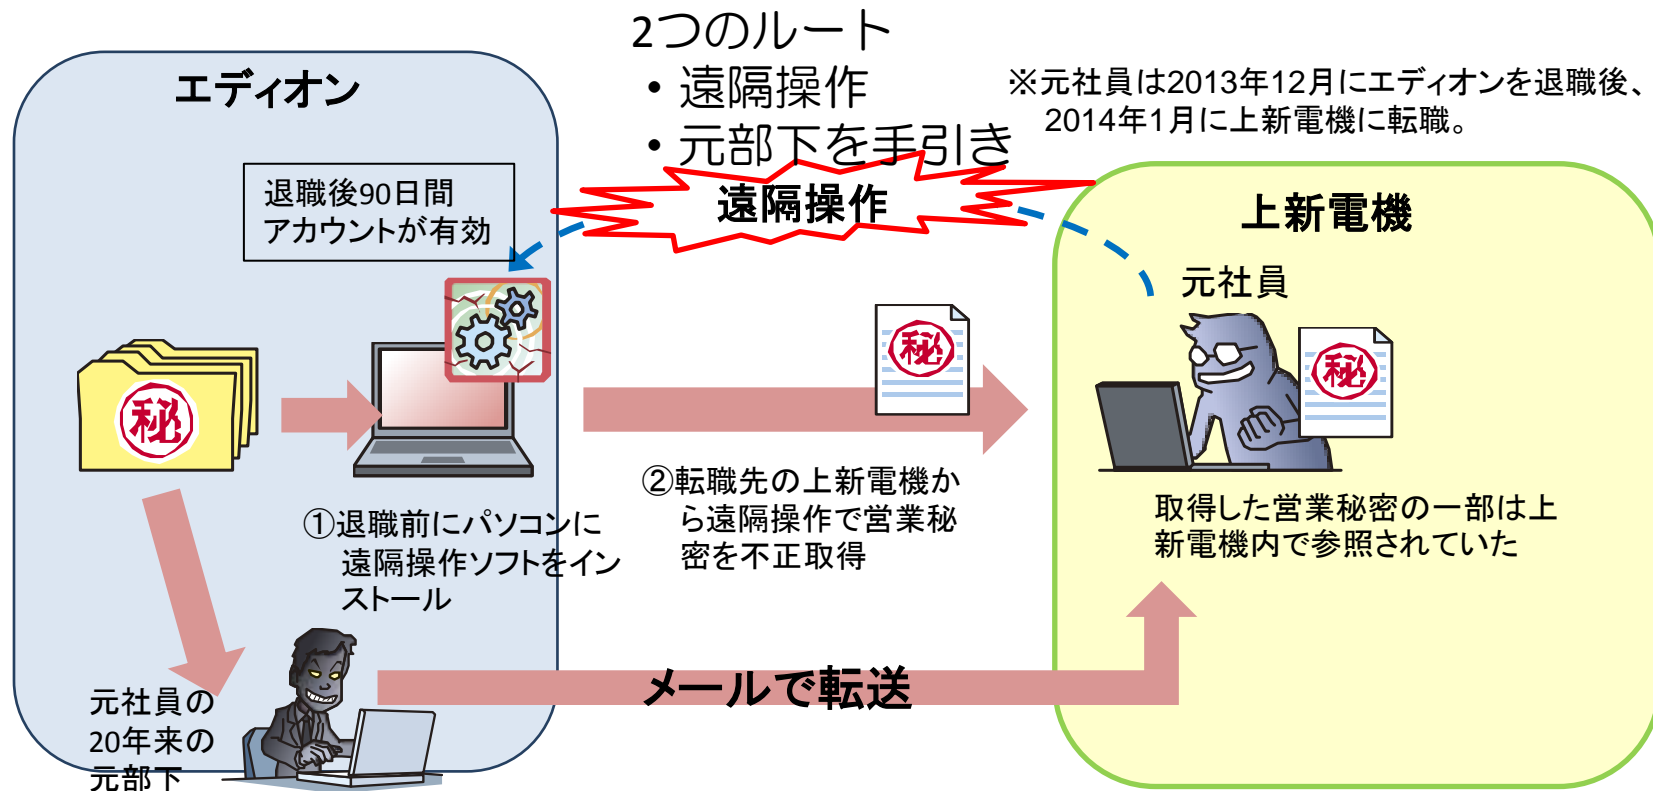 2つのルート
・遠隔操作
・元部下を手引き
※元社員は2013年12月にエディオンを退職後、
2014年1月に上新電機に転職。
エディオン
退職後90日間
アカウントが有効
遠隔操作
上新電機
元社員
秘
秘
秘
①退職前にパソコンに
遠隔操作ソフトをイン
ストール
②転職先の上新電機か
ら遠隔操作で営業秘
密を不正取得
取得した営業秘密の一部は上
新電機内で参照されていた
メールで転送
元社員の
20年来の
元部下